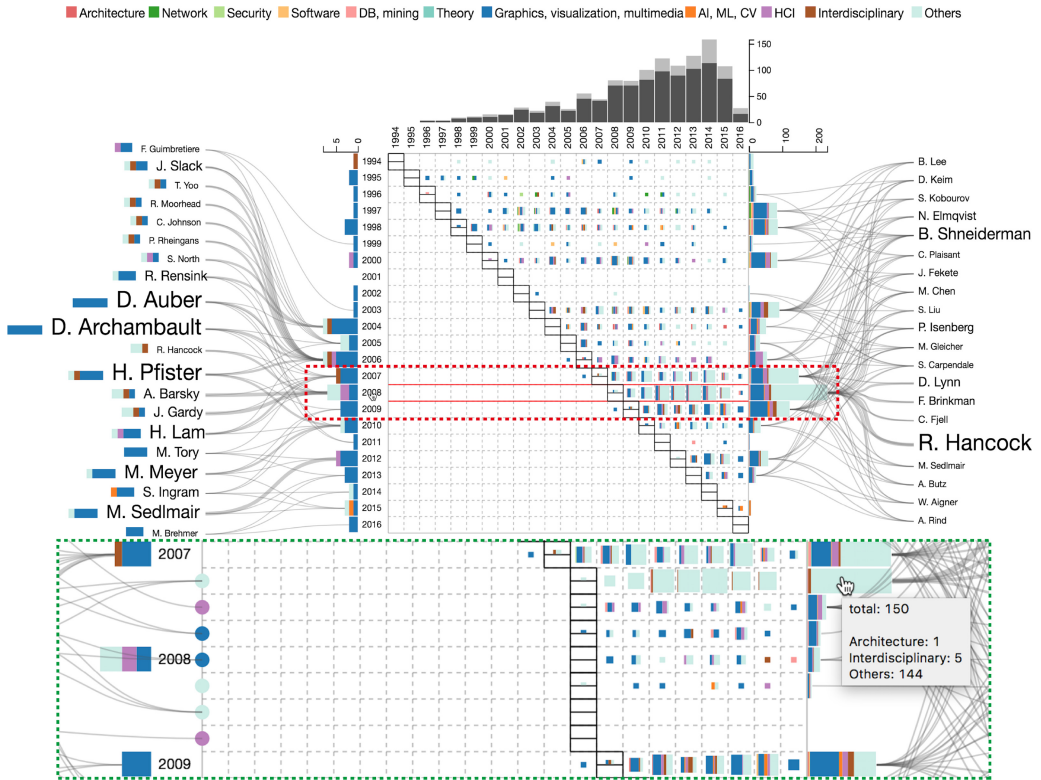 Architecture Network Security Software DB, mining Theory Graphics, visualization, multimedia AI, ML, CV HCI Interdisciplinary Others
150
100
50
0
1994 1995 1996 1997 1998 1999 2000 2001 2002 2003 2004 2005 2006 2007 2008 2009 2010 2011 2012 2013 2014 2015 2016
5 0
0 100 200
F. Guimbretiere
J. Slack
T. Yoo
R. Moorhead
C. Johnson
P. Rheingans
S. North
R. Rensink
D. Auber
D. Archambault
R. Hancock
H. Pfister
A. Barsky
J. Gardy
H. Lam
M. Tory
M. Meyer
S. Ingram
M. Sedlmair
M. Brehmer
1994
1995
1996
1997
1998
1999
2000
2001
2002
2003
2004
2005
2006
2007
2008
2009
2010
2011
2012
2013
2014
2015
2016
B. Lee
D. Keim
S. Kobourov
N. Elmqvist
B. Shneiderman
C. Plaisant
J. Fekete
M. Chen
S. Liu
P. Isenberg
M. Gleicher
S. Carpendale
D. Lynn
F. Brinkman
C. Fjell
R. Hancock
M. Sedlmair
A. Butz
W. Aigner
A. Rind
2007
2008
2009
total: 150
Architecture: 1
Interdisciplinary: 5
Others: 144